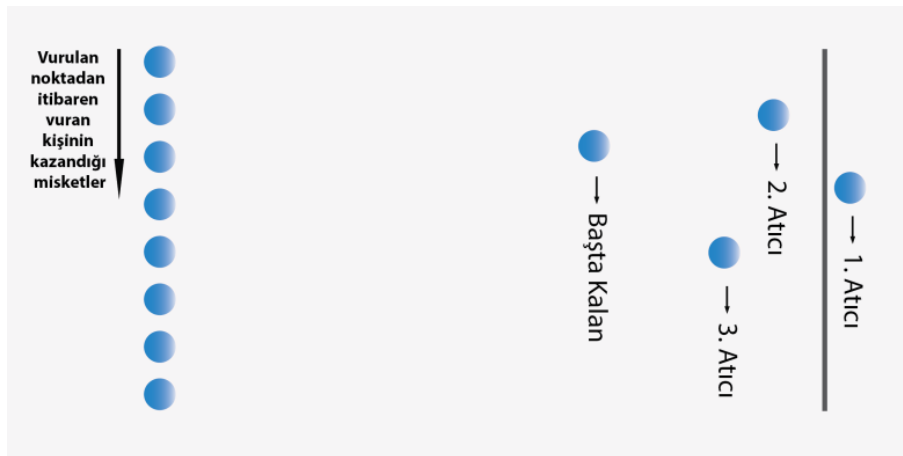 Vurulan
noktadan
itibaren
vuran
kişinin
kazandığı
misketler
Başta Kalan
3. Atıcı
2. Atıcı
1. Atıcı